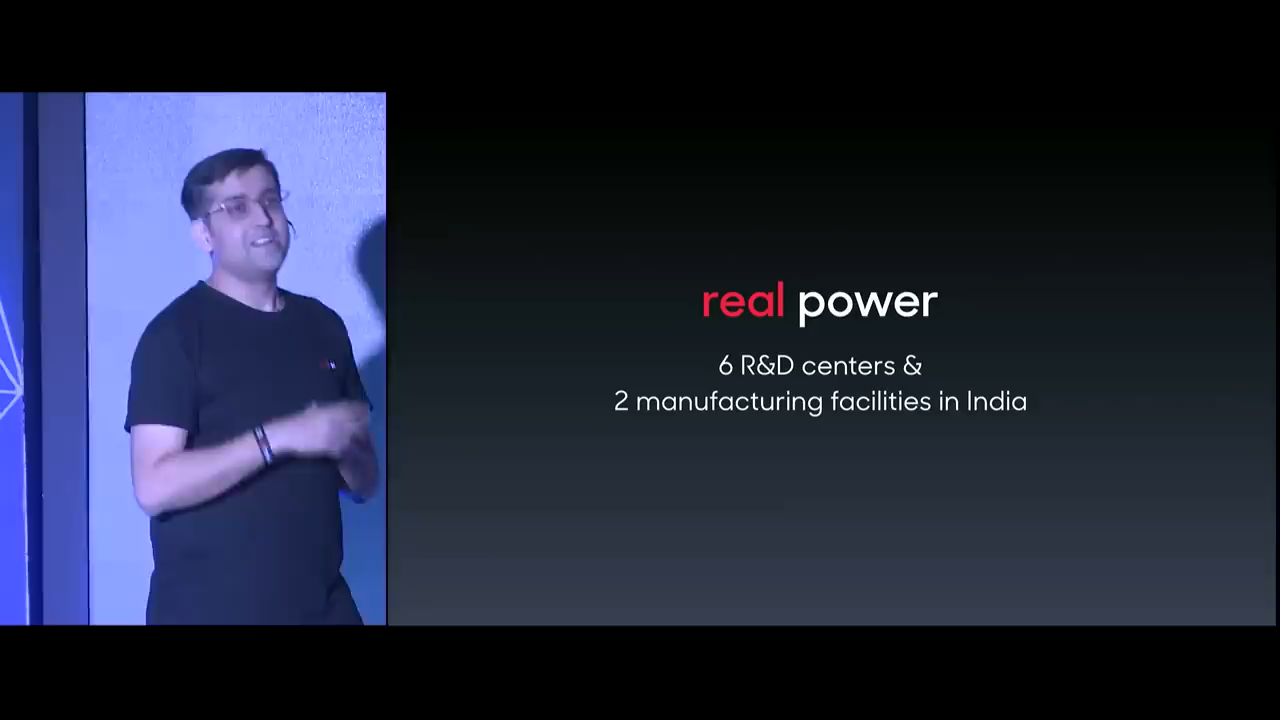 real power
6 R&D centers &
2 manufacturing facilities in India